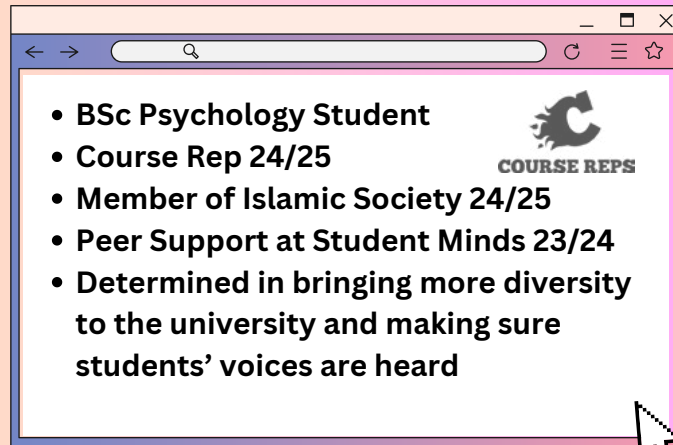 • BSc Psychology Student
• Course Rep 24/25
COURSE REPS
• Member of Islamic Society 24/25
• Peer Support at Student Minds 23/24
• Determined in bringing more diversity
to the university and making sure
students’ voices are heard